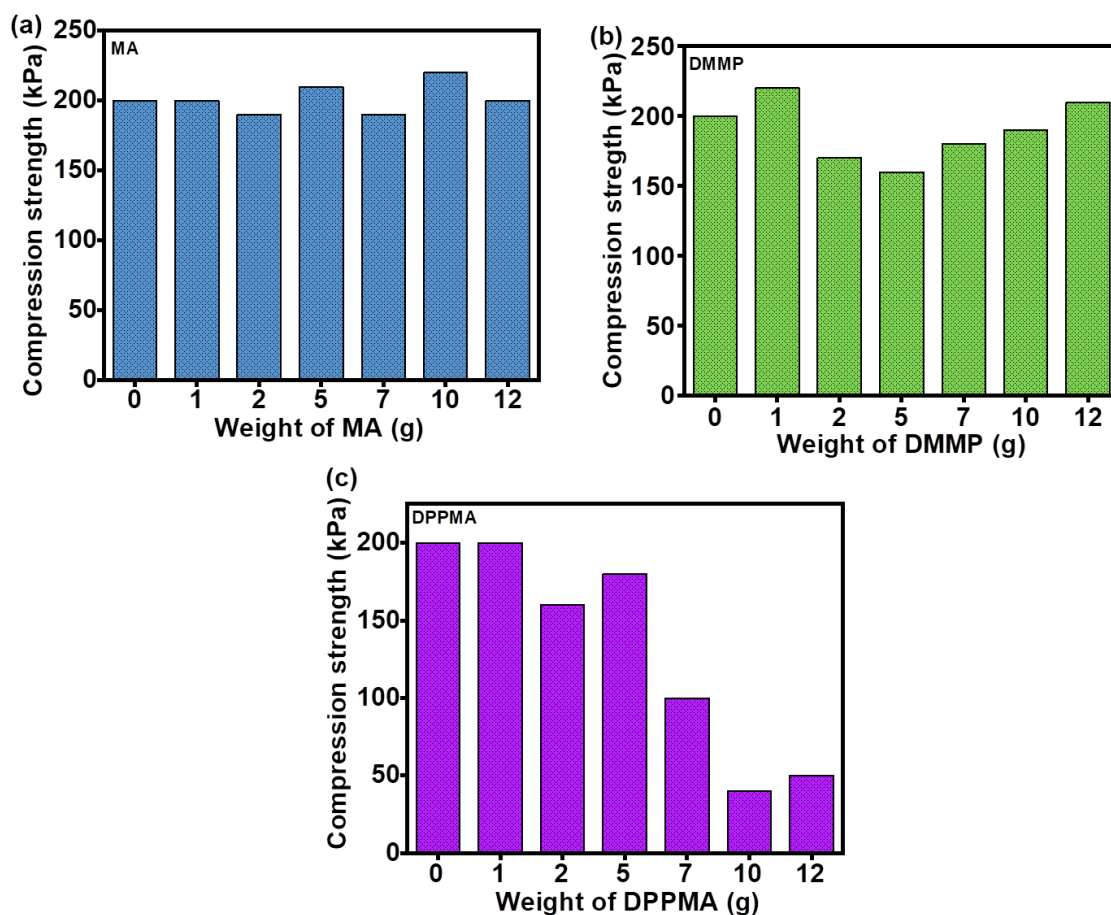 (a)
MA
Compression strength (kPa)
250
200
150
100
50
0
0 1 2 5 7 10 12
Weight of MA (g)
(b)
DMMP
Compression stregth (kPa)
250
200
150
100
50
0
0 1 2 5 7 10 12
Weight of DMMP (g)
(c)
DPPMA
Compression strength (kPa)
200
150
100
50
0
0 1 2 5 7 10 12
Weight of DPPMA (g)